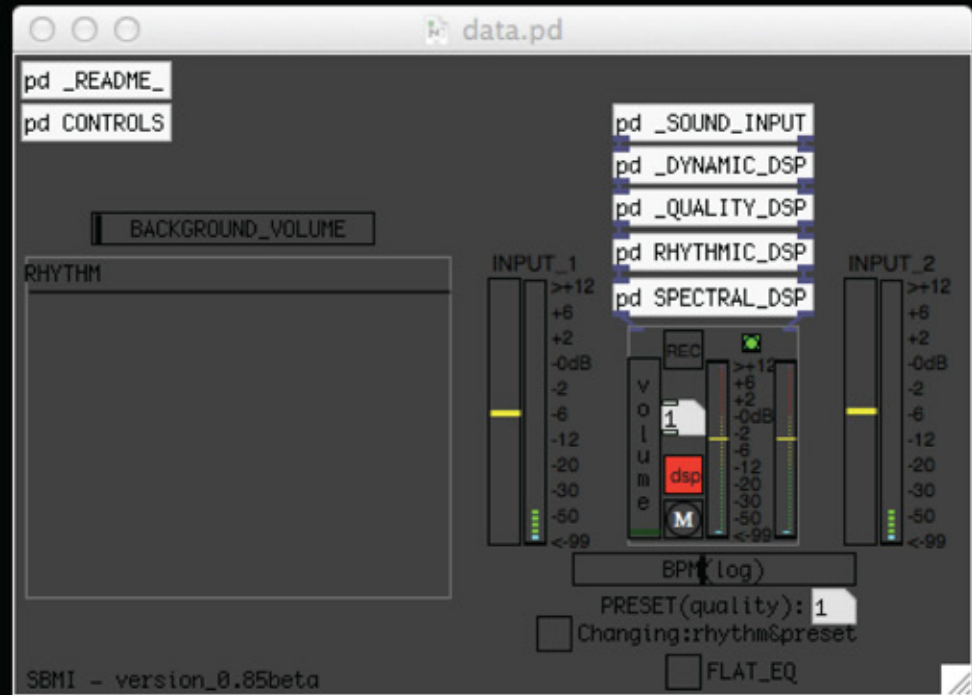 data.pd
pd _README_
pd CONTROLS
pd _SOUND_INPUT
pd _DYNAMIC_DSP
pd _QUALITY_DSP
pd RHYTHMIC_DSP
pd SPECTRAL_DSP
BACKGROUND_VOLUME
RHYTHM
INPUT_1
>+12
+6
+2
-0dB
-2
-6
-12
-20
-30
-50
<-99
volume
REC
1
dsp
M
>+12
+6
+2
-0dB
-2
-6
-12
-20
-30
-50
<-99
INPUT_2
>+12
+6
+2
-0dB
-2
-6
-12
-20
-30
-50
<-99
BPM(log)
PRESET(quality): 1
Changing:rhythm&preset
FLAT_EQ
SBMI - version_0.85beta